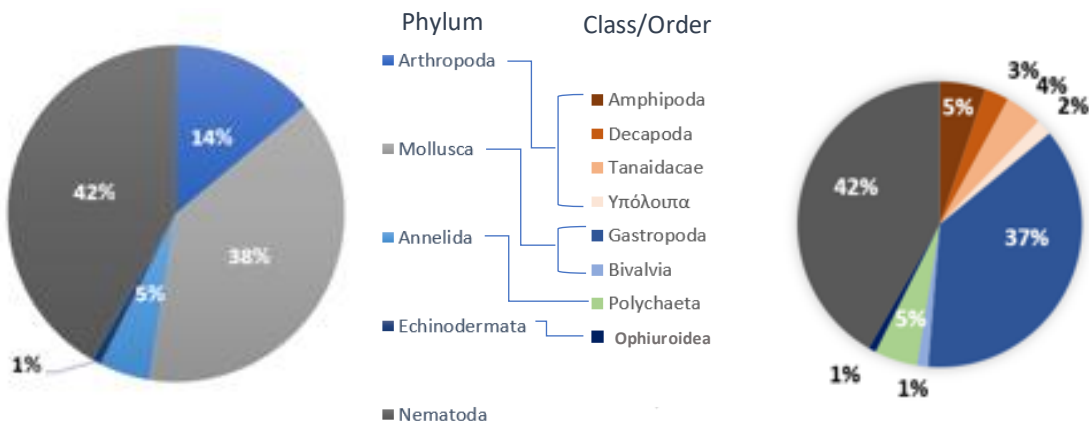 Phylum
Class/Order
Arthropoda
Mollusca
Annelida
Echinodermata
Nematoda
Amphipoda
Decapoda
Tanaidacae
Υπόλοιπα
Gastropoda
Bivalvia
Polychaeta
Ophiuroidea
14%
38%
5%
1%
42%
5%
3%
4%
2%
37%
1%
5%
1%
42%